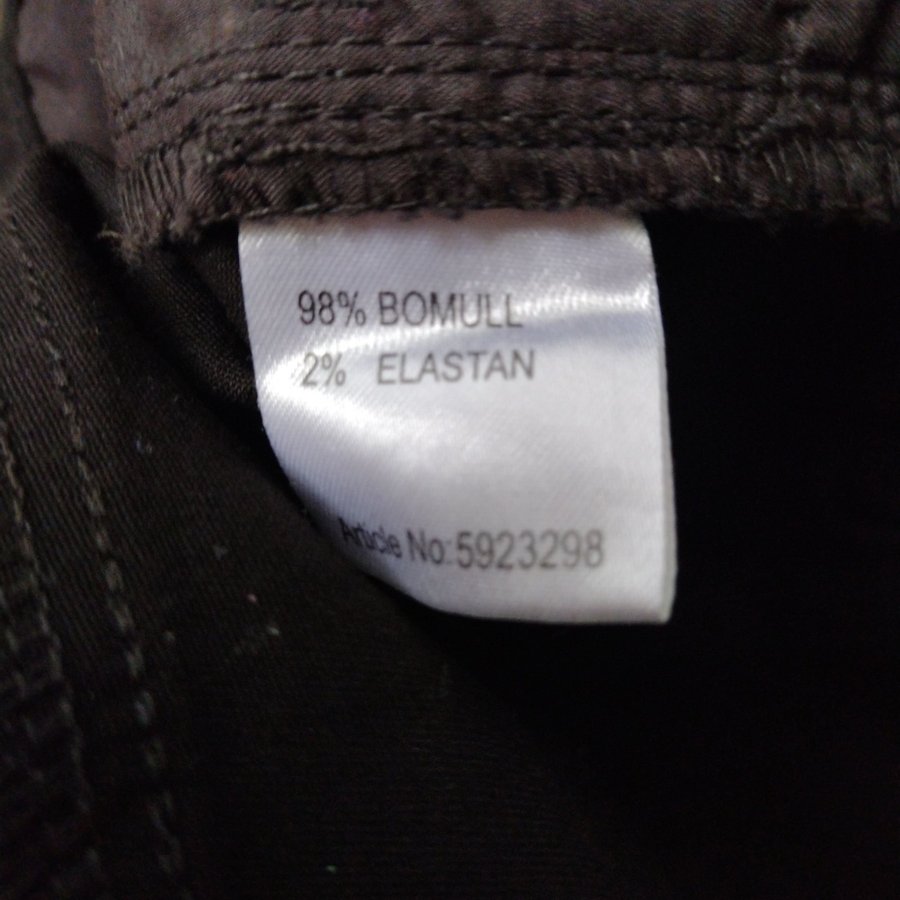 98% BOMULL
2% ELASTAN
Article No:5923298